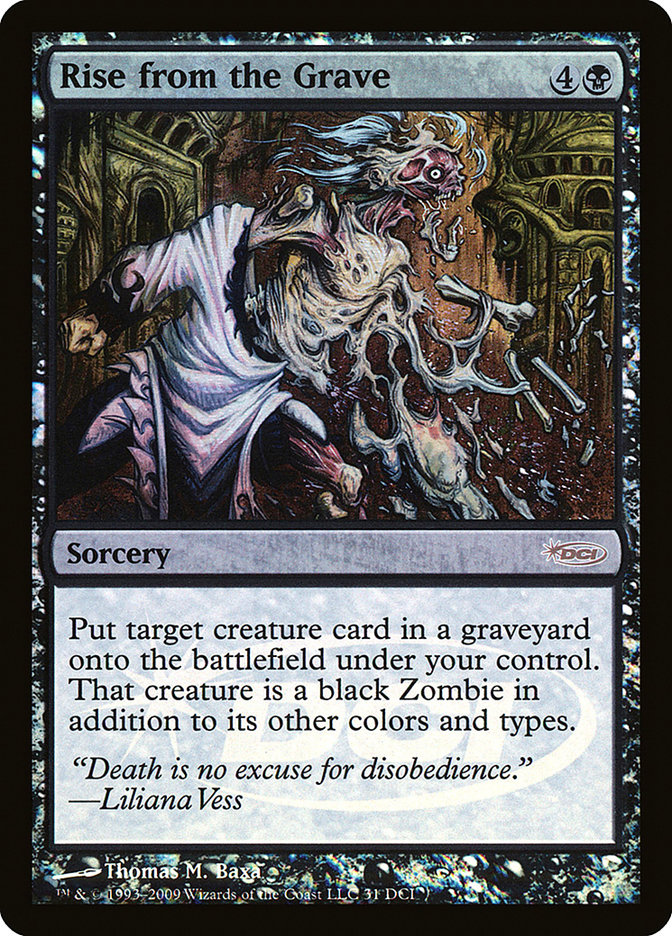 Rise from the Grave 4
Sorcery
DCI
Put target creature card in a graveyard
onto the battlefield under your control.
That creature is a black Zombie in
addition to its other colors and types.
“Death is no excuse for disobedience.”
—Liliana Vess
DCI
Thomas M. Baxa
™ & © 1993–2009 Wizards of the Coast LLC 31 DCI